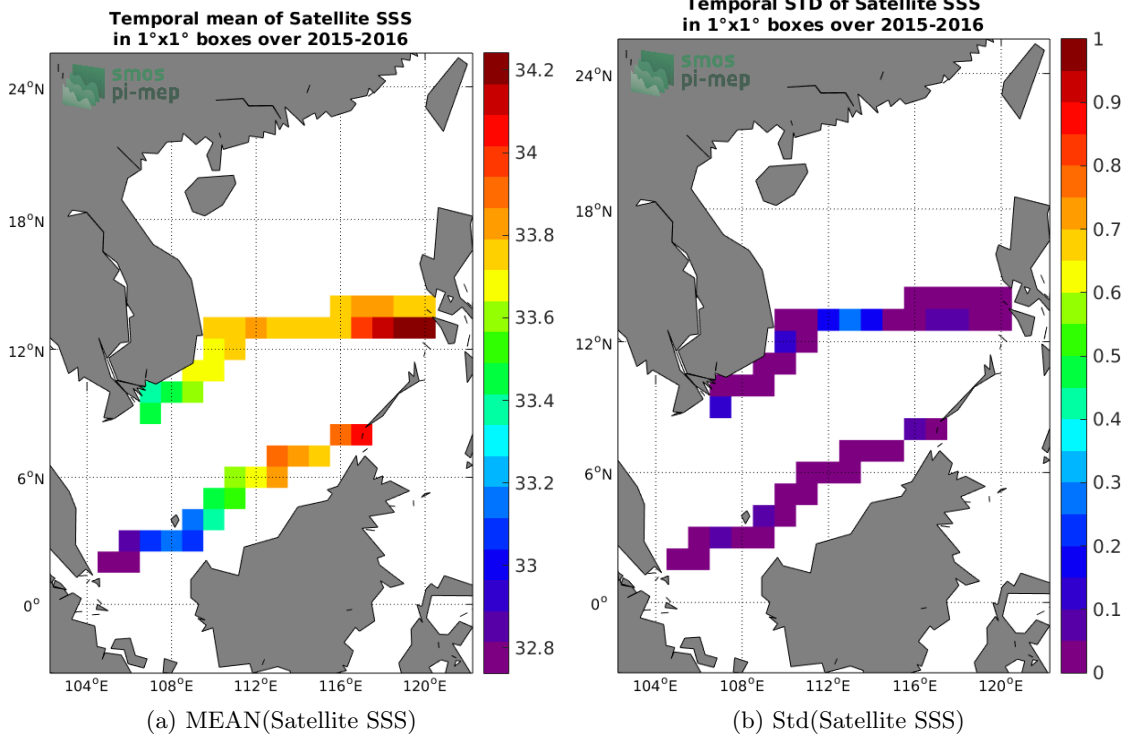 Temporal mean of Satellite SSS
in 1°x1° boxes over 2015-2016
smos
pi-mep
24°N
18°N
12°N
6°N
0°
104°E
108°E
112°E
116°E
120°E
34.2
34
33.8
33.6
33.4
33.2
33
32.8
(a) MEAN(Satellite SSS)
Temporal STD of Satellite SSS
in 1°x1° boxes over 2015-2016
smos
pi-mep
24°N
18°N
12°N
6°N
0°
104°E
108°E
112°E
116°E
120°E
1
0.9
0.8
0.7
0.6
0.5
0.4
0.3
0.2
0.1
0
(b) Std(Satellite SSS)